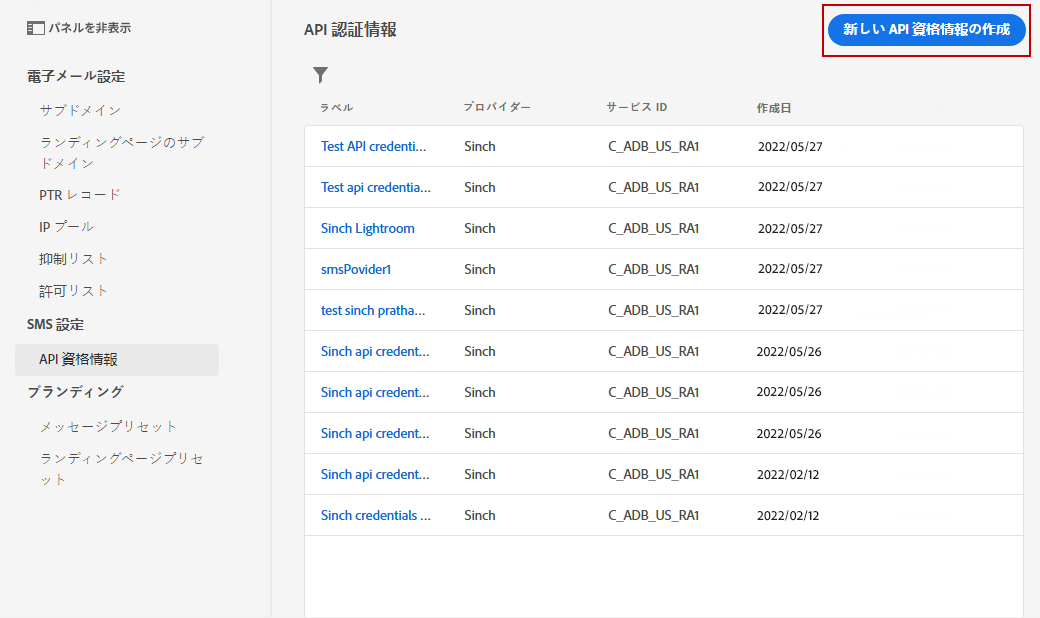 パネルを非表示
電子メール設定
サブドメイン
ランディングページのサブ
ドメイン
PTR レコード
IP プール
抑制リスト
許可リスト
SMS 設定
API 資格情報
ブランディング
メッセージプリセット
ランディングページプリセ
ット
API 認証情報
新しい API 資格情報の作成
ラベル プロバイダー サービス ID 作成日
Test API credenti... Sinch C_ADB_US_RA1 2022/05/27
Test api credentia... Sinch C_ADB_US_RA1 2022/05/27
Sinch Lightroom Sinch C_ADB_US_RA1 2022/05/27
smsPovider1 Sinch C_ADB_US_RA1 2022/05/27
test sinch pratha... Sinch C_ADB_US_RA1 2022/05/27
Sinch api credent... Sinch C_ADB_US_RA1 2022/05/26
Sinch api credent... Sinch C_ADB_US_RA1 2022/05/26
Sinch api credent... Sinch C_ADB_US_RA1 2022/05/26
Sinch api credent... Sinch C_ADB_US_RA1 2022/02/12
Sinch credentials ... Sinch C_ADB_US_RA1 2022/02/12